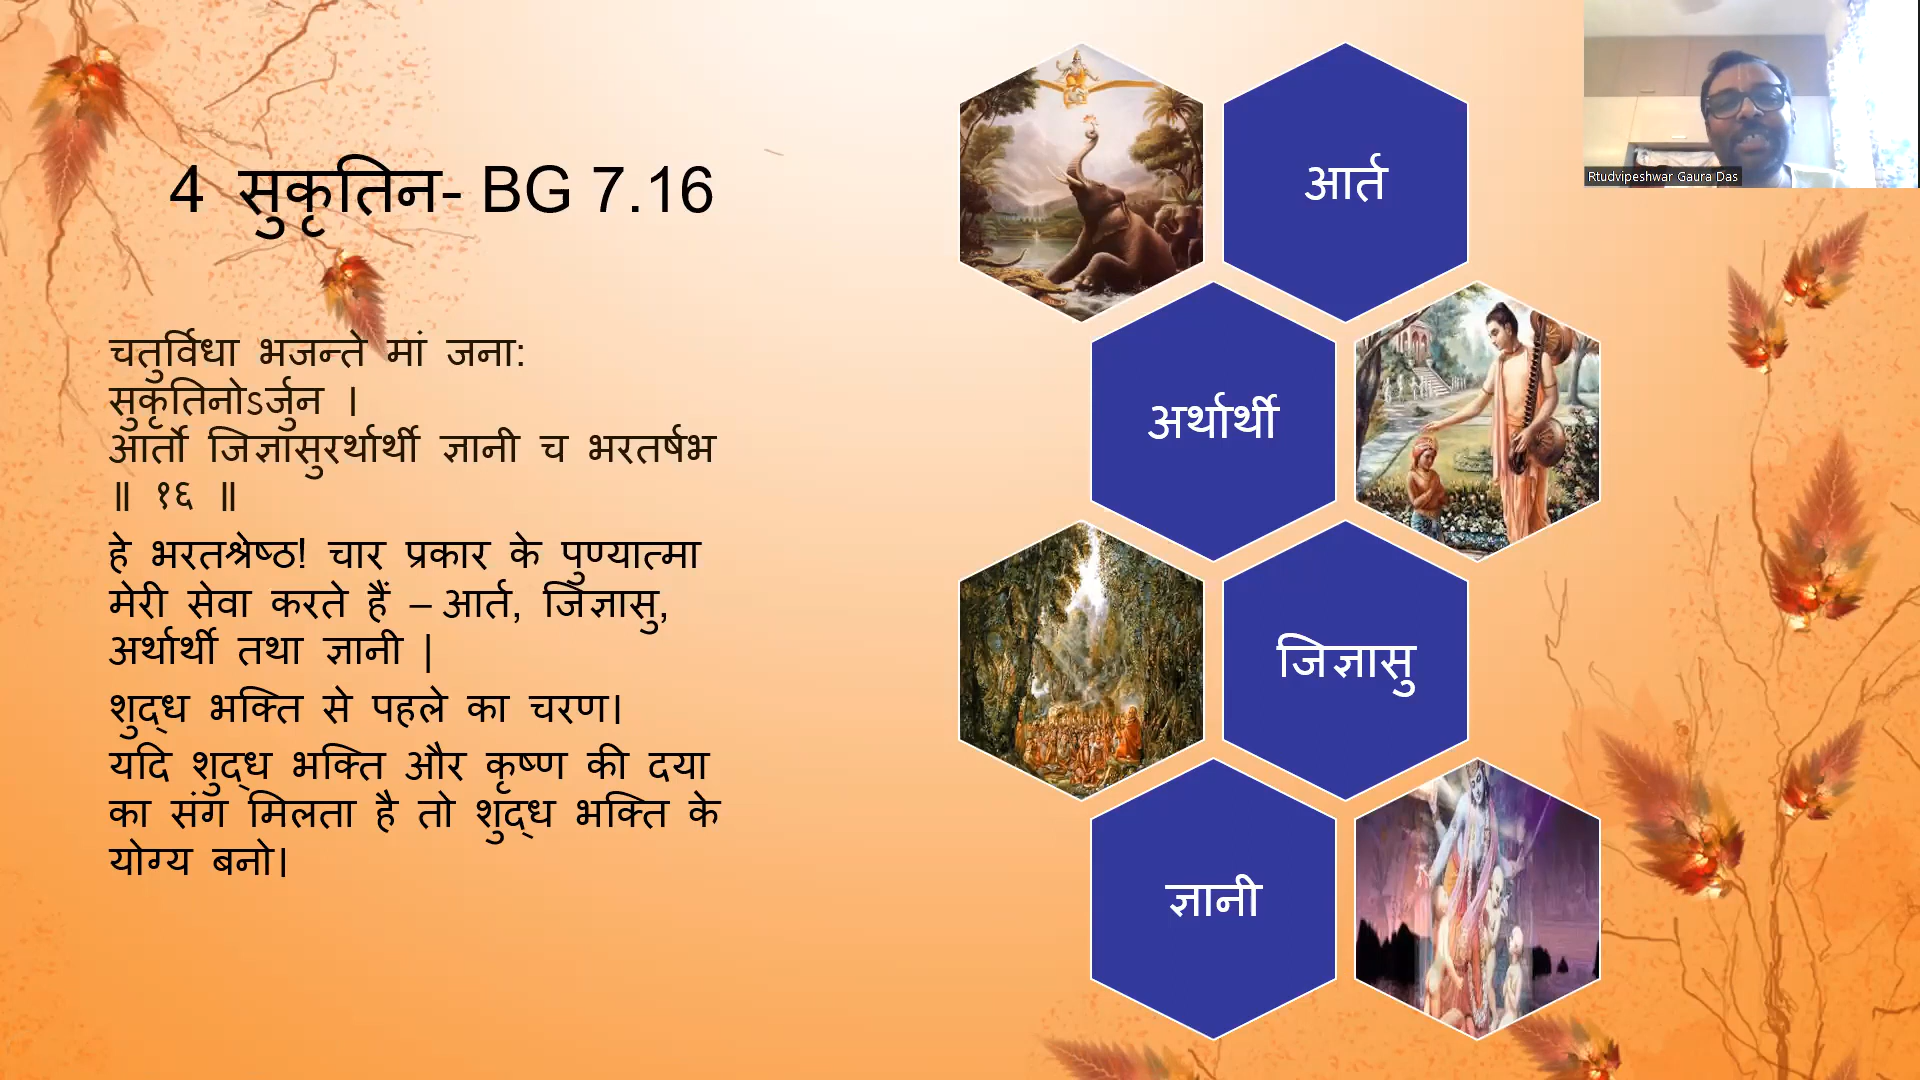 4 सुकृतिन- BG 7.16
चतुर्विधा भजन्ते मां जना:
सुकृतिनोऽर्जुन ।
आर्तो जिज्ञासुरर्थार्थी ज्ञानी च भरतर्षभ
॥ १६ ॥
हे भरतश्रेष्ठ! चार प्रकार के पुण्यात्मा
मेरी सेवा करते हैं – आर्त, जिज्ञासु,
अर्थार्थी तथा ज्ञानी |
शुद्ध भक्ति से पहले का चरण।
यदि शुद्ध भक्ति और कृष्ण की दया
का संग मिलता है तो शुद्ध भक्ति के
योग्य बनो।
आर्त
अर्थार्थी
जिज्ञासु
ज्ञानी
Rtudvipeshwar Gaura Das